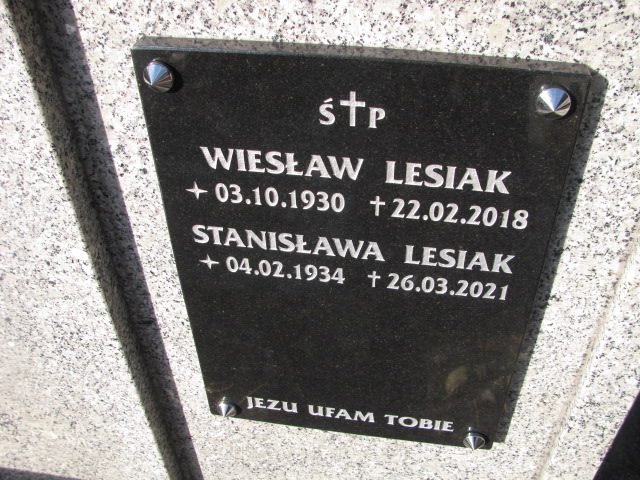 Ś✝P
WIESŁAW LESIAK
✦ 03.10.1930 ✝ 22.02.2018
STANISŁAWA LESIAK
✦ 04.02.1934 ✝ 26.03.2021
JEZU UFAM TOBIE